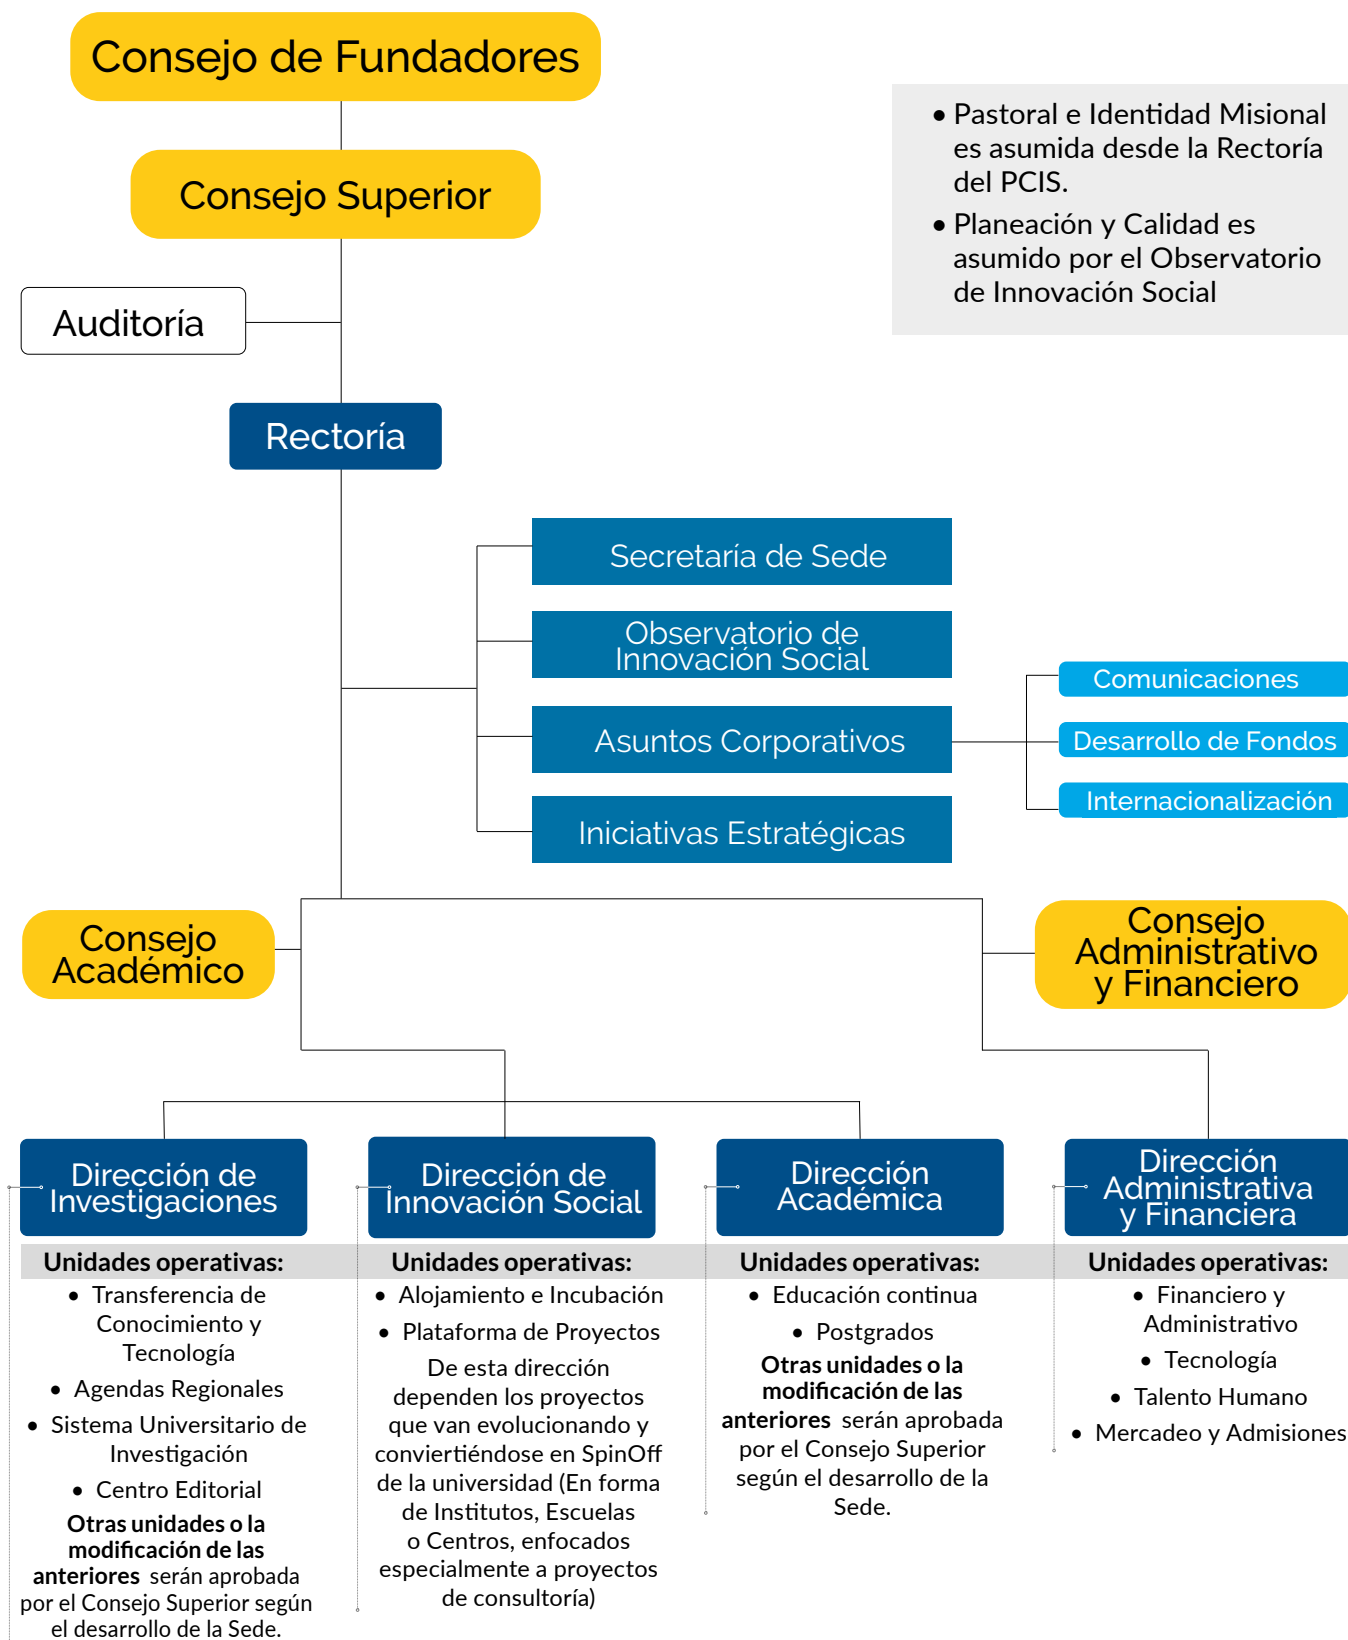 Consejo de Fundadores
• Pastoral e Identidad Misional
es asumida desde la Rectoría
del PCIS.
• Planeación y Calidad es
asumido por el Observatorio
de Innovación Social
Consejo Superior
Auditoría
Rectoría
Secretaría de Sede
Observatorio de
Innovación Social
Asuntos Corporativos
Iniciativas Estratégicas
Comunicaciones
Desarrollo de Fondos
Internacionalización
Consejo
Académico
Consejo
Administrativo
y Financiero
Dirección de
Investigaciones
Unidades operativas:
• Transferencia de
Conocimiento y
Tecnología
• Agendas Regionales
• Sistema Universitario de
Investigación
• Centro Editorial
Otras unidades o la
modificación de las
anteriores serán aprobada
por el Consejo Superior según
el desarrollo de la Sede.
Dirección de
Innovación Social
Unidades operativas:
• Alojamiento e Incubación
• Plataforma de Proyectos
De esta dirección
dependen los proyectos
que van evolucionando y
conviertiéndose en SpinOff
de la universidad (En forma
de Institutos, Escuelas
o Centros, enfocados
especialmente a proyectos
de consultoría)
Dirección
Académica
Unidades operativas:
• Educación continua
• Postgrados
Otras unidades o la
modificación de las
anteriores serán aprobada
por el Consejo Superior
según el desarrollo de la
Sede.
Dirección
Administrativa
y Financiera
Unidades operativas:
• Financiero y
Administrativo
• Tecnología
• Talento Humano
• Mercadeo y Admisiones